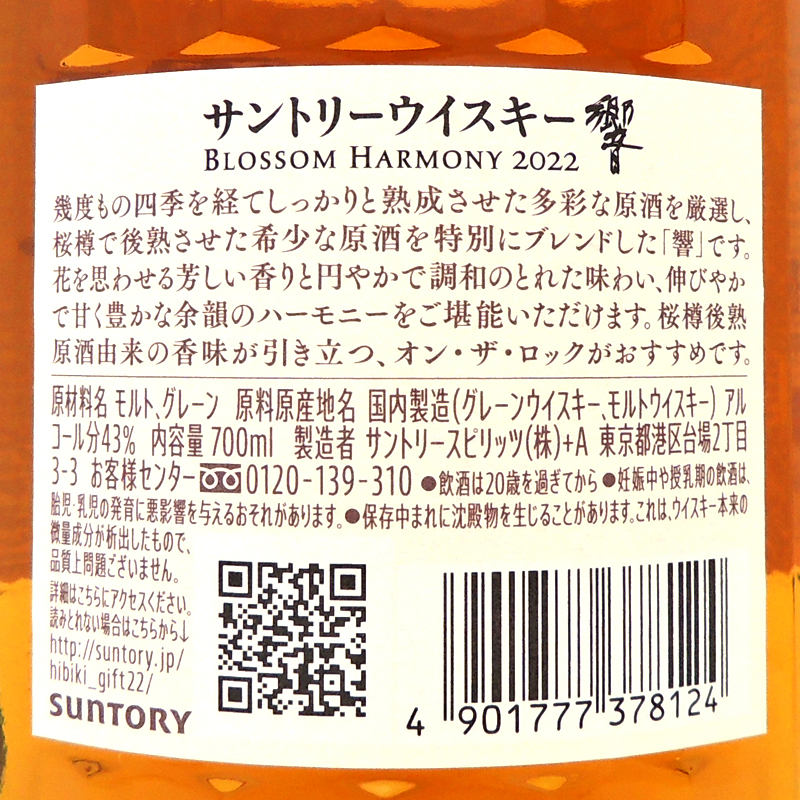 サントリーウイスキー 響
BLOSSOM HARMONY 2022
幾度もの四季を経てしっかりと熟成させた多彩な原酒を厳選し、
桜樽で後熟させた希少な原酒を特別にブレンドした「響」です。
花を思わせる芳しい香りと円やかで調和のとれた味わい、伸びやか
で甘く豊かな余韻のハーモニーをご堪能いただけます。桜樽後熟
原酒由来の香味が引き立つ、オン・ザ・ロックがおすすめです。
原材料名 モルト、グレーン 原料原産地名 国内製造(グレーンウイスキー、モルトウイスキー) アル
コール分43% 内容量 700ml 製造者 サントリースピリッツ(株)+A 東京都港区台場2丁目
3-3 お客様センター 0120-139-310 ●飲酒は20歳を過ぎてから ●妊娠中や授乳期の飲酒は、
胎児・乳児の発育に悪影響を与えるおそれがあります。●保存中まれに沈殿物を生じることがあります。これは、ウイスキー本来の
微量成分が析出したもので、
品質上問題ございません。
詳細はこちらにアクセスください。
読みとれない場合はこちらから↓
http://suntory.jp/
hibiki_gift22/
SUNTORY
4 901777 378124